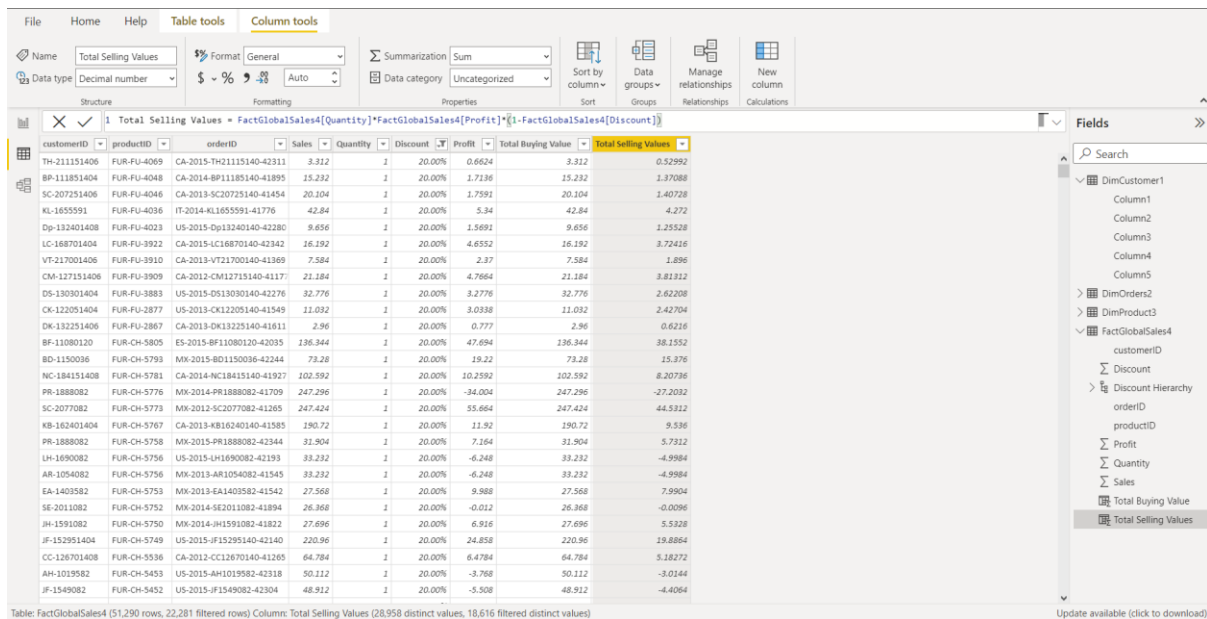 File Home Help Table tools Column tools
Name Total Selling Values $% Format General Summarization Sum Sort by column Data groups Manage relationships New column
Data type Decimal number $ % 9 .00 Auto Data category Uncategorized
Structure Formatting Properties Sort Groups Relationships Calculations
1 Total Selling Values = FactGlobalSales4[Quantity]*FactGlobalSales4[Profit]*(1-FactGlobalSales4[Discount])
customerID productID orderID Sales Quantity Discount Profit Total Buying Value Total Selling Values
TH-211151406 FUR-FU-4069 CA-2015-TH21115140-42311 3.312 1 20.00% 0.6624 3.312 0.52992
BP-111851404 FUR-FU-4048 CA-2014-BP11185140-41895 15.232 1 20.00% 1.7136 15.232 1.37088
SC-207251406 FUR-FU-4046 CA-2013-SC20725140-41454 20.104 1 20.00% 1.7591 20.104 1.40728
KL-1655591 FUR-FU-4036 IT-2014-KL1655591-41776 42.84 1 20.00% 5.34 42.84 4.272
Dp-132401408 FUR-FU-4023 US-2015-Dp13240140-42280 9.656 1 20.00% 1.5691 9.656 1.25528
LC-168701404 FUR-FU-3922 CA-2015-LC16870140-42342 16.192 1 20.00% 4.6552 16.192 3.72416
VT-217001406 FUR-FU-3910 CA-2013-VT21700140-41369 7.584 1 20.00% 2.37 7.584 1.896
CM-127151406 FUR-FU-3909 CA-2012-CM12715140-41177 21.184 1 20.00% 4.7664 21.184 3.81312
DS-130301404 FUR-FU-3883 US-2015-DS13030140-42276 32.776 1 20.00% 3.2776 32.776 2.62208
CK-122051404 FUR-FU-2877 US-2013-CK12205140-41549 11.032 1 20.00% 3.0338 11.032 2.42704
DK-132251406 FUR-FU-2867 CA-2013-DK13225140-41611 2.96 1 20.00% 0.777 2.96 0.6216
BF-11080120 FUR-CH-5805 ES-2015-BF11080120-42035 136.344 1 20.00% 47.694 136.344 38.1552
BD-1150036 FUR-CH-5793 MX-2015-BD1150036-42244 73.28 1 20.00% 19.22 73.28 15.376
NC-184151408 FUR-CH-5781 CA-2014-NC18415140-41927 102.592 1 20.00% 10.2592 102.592 8.20736
PR-1888082 FUR-CH-5776 MX-2014-PR1888082-41709 247.296 1 20.00% -34.004 247.296 -27.2032
SC-2077082 FUR-CH-5773 MX-2012-SC2077082-41265 247.424 1 20.00% 55.664 247.424 44.5312
KB-162401404 FUR-CH-5767 CA-2013-KB16240140-41585 190.72 1 20.00% 11.92 190.72 9.536
PR-1888082 FUR-CH-5758 MX-2015-PR1888082-42344 31.904 1 20.00% 7.164 31.904 5.7312
LH-1690082 FUR-CH-5756 US-2015-LH1690082-42193 33.232 1 20.00% -6.248 33.232 -4.9984
AR-1054082 FUR-CH-5756 MX-2013-AR1054082-41545 33.232 1 20.00% -6.248 33.232 -4.9984
EA-1403582 FUR-CH-5753 MX-2013-EA1403582-41542 27.568 1 20.00% 9.988 27.568 7.9904
SE-2011082 FUR-CH-5752 MX-2014-SE2011082-41894 26.368 1 20.00% -0.012 26.368 -0.0096
JH-1591082 FUR-CH-5750 MX-2014-JH1591082-41822 27.696 1 20.00% 6.916 27.696 5.5328
JF-152951404 FUR-CH-5749 US-2015-JF15295140-42140 220.96 1 20.00% 24.858 220.96 19.8864
CC-126701408 FUR-CH-5536 CA-2012-CC12670140-41265 64.784 1 20.00% 6.4784 64.784 5.18272
AH-1019582 FUR-CH-5453 US-2015-AH1019582-42318 50.112 1 20.00% -3.768 50.112 -3.0144
JF-1549082 FUR-CH-5452 US-2015-JF1549082-42304 48.912 1 20.00% -5.508 48.912 -4.4064
Fields
Search
DimCustomer1
Column1
Column2
Column3
Column4
Column5
DimOrders2
DimProduct3
FactGlobalSales4
customerID
Discount
Discount Hierarchy
orderID
productID
Profit
Quantity
Sales
Total Buying Value
Total Selling Values
Table: FactGlobalSales4 (51,290 rows, 22,281 filtered rows) Column: Total Selling Values (28,958 distinct values, 18,616 filtered distinct values) Update available (click to download)